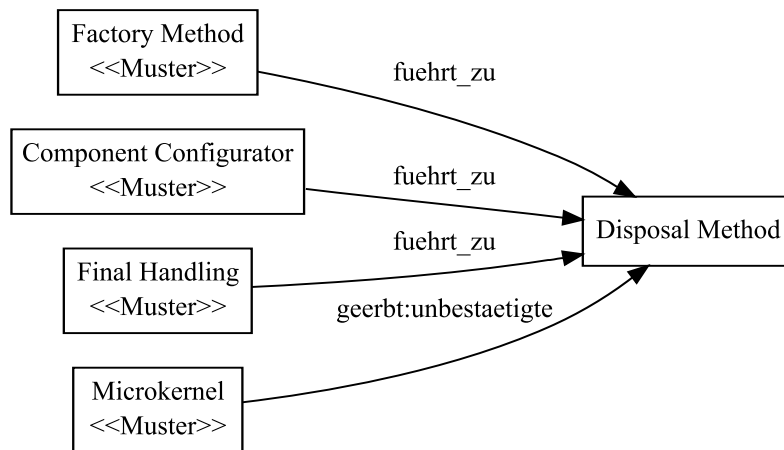 Factory Method
<<Muster>>
fuehrt_zu
Component Configurator
<<Muster>>
fuehrt_zu
Disposal Method
Final Handling
<<Muster>>
fuehrt_zu
geerbt:unbestaetigte
Microkernel
<<Muster>>